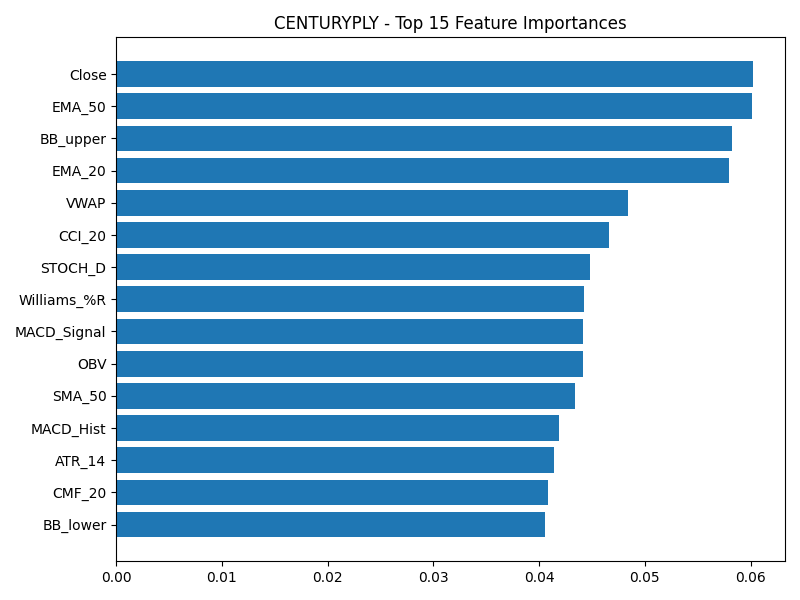 CENTURYPLY - Top 15 Feature Importances
Close
EMA_50
BB_upper
EMA_20
VWAP
CCI_20
STOCH_D
Williams_%R
MACD_Signal
OBV
SMA_50
MACD_Hist
ATR_14
CMF_20
BB_lower
0.00 0.01 0.02 0.03 0.04 0.05 0.06